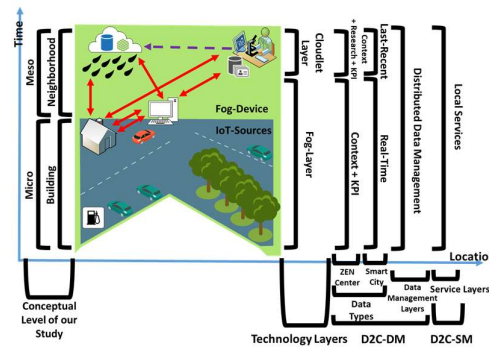 Time
Meso
Neighborhood
Micro
Building
Fog-Device
IoT-Sources
Cloudlet
Layer
Fog-Layer
Context
+ Research + KPI
Context + KPI
Last-Recent
Real-Time
Distributed Data Management
Local Services
Location
ZEN
Center
Smart
City
Data
Management
Layers
Service Layers
Data
Types
Conceptual
Level of our
Study
Technology Layers
D2C-DM
D2C-SM